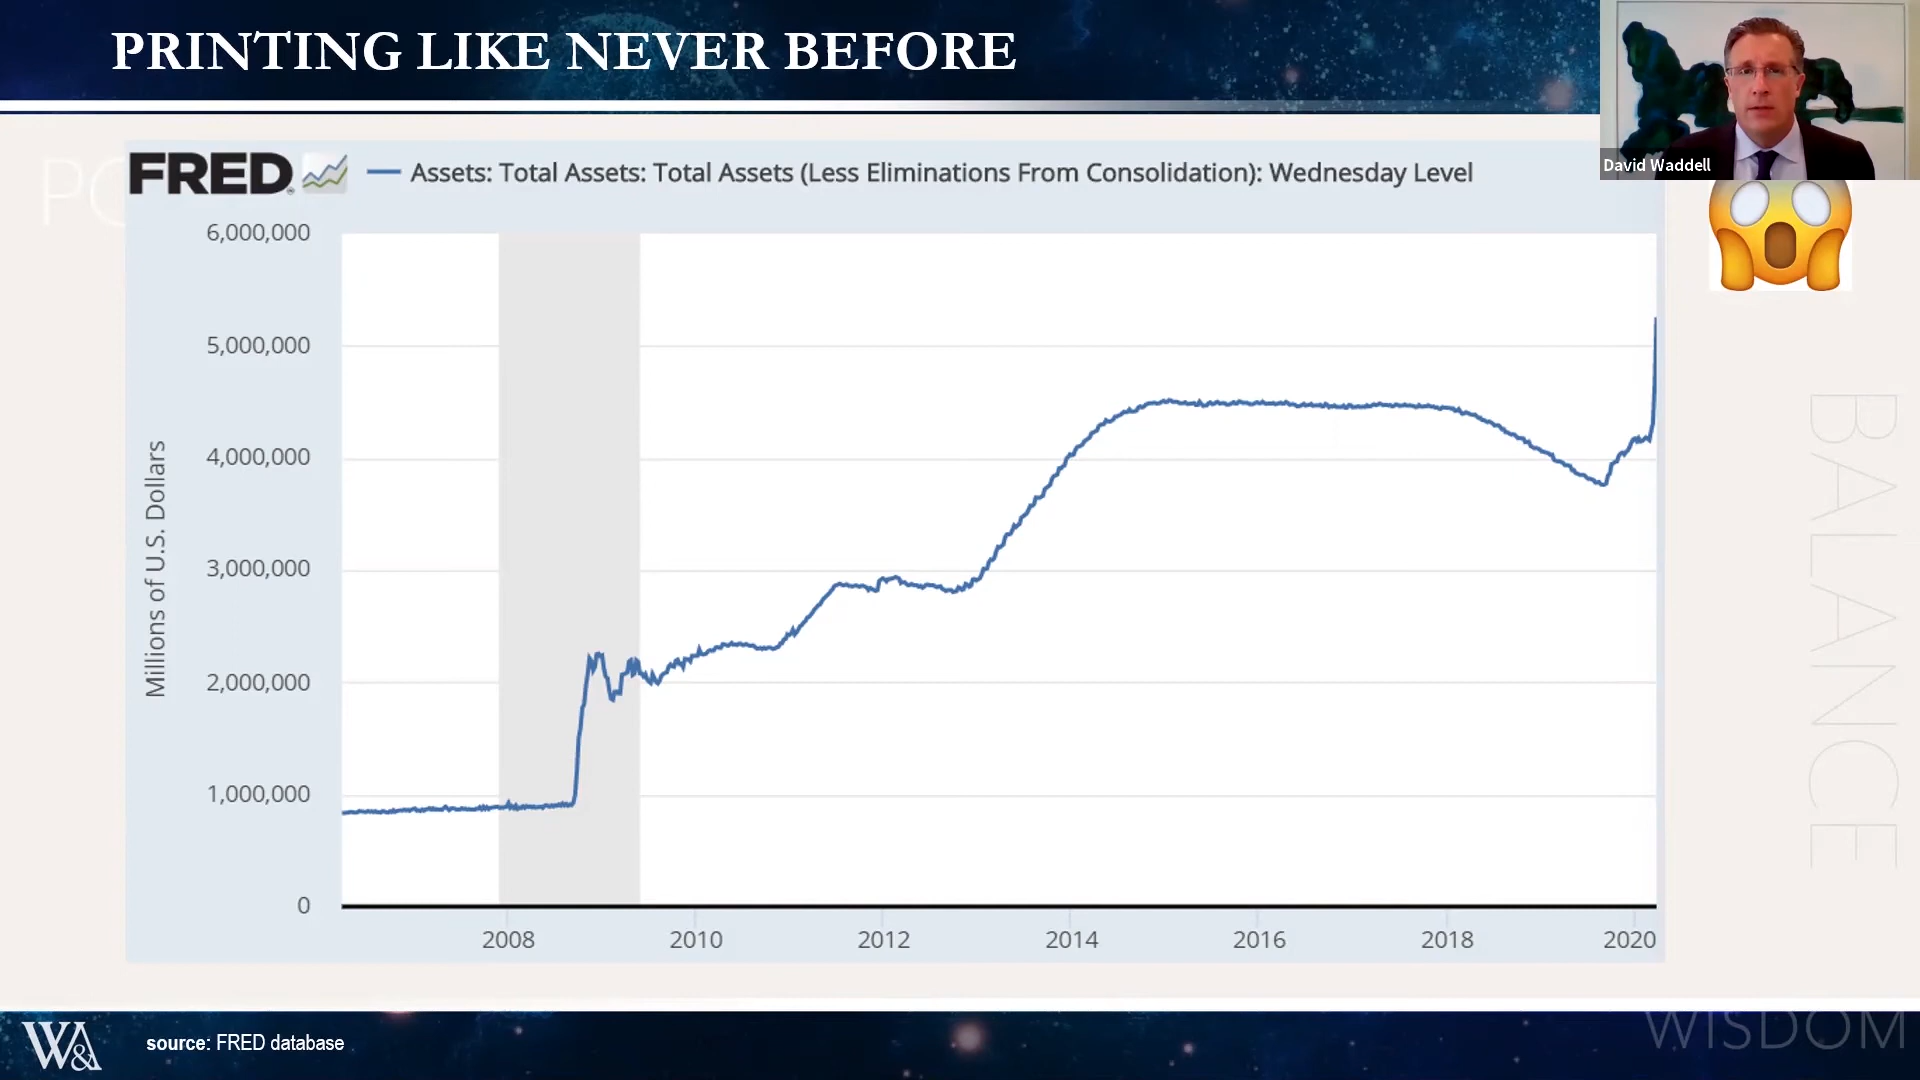 PRINTING LIKE NEVER BEFORE
David Waddell
PO
FRED
Assets: Total Assets: Total Assets (Less Eliminations From Consolidation): Wednesday Level
Millions of U.S. Dollars
6,000,000
5,000,000
4,000,000
3,000,000
2,000,000
1,000,000
0
2008 2010 2012 2014 2016 2018 2020
BALANCE
WISDOM
W&A
source: FRED database